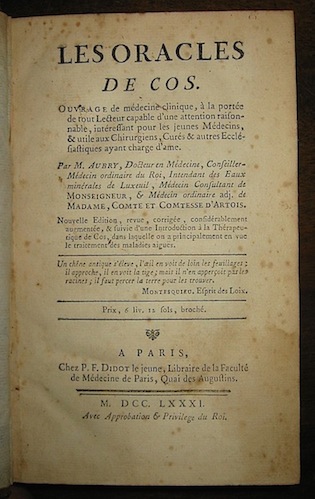 LES ORACLES
DE COS.
OUVRAGE de médecine clinique, à la portée
de tout Lecteur capable d'une attention raison-
nable, intéressant pour les jeunes Médecins,
& utile aux Chirurgiens, Curés & autres Ecclé-
siastiques ayant charge d'ame.
Par M. AUBRY, Docteur en Médecine, Conseiller-
Médecin ordinaire du Roi, Intendant des Eaux
minérales de Luxeuil, Médecin Consultant de
MONSEIGNEUR, & Médecin ordinaire adj. de
MADAME, COMTE ET COMTESSE D'ARTOIS.
Nouvelle Edition, revue, corrigée, considérablement
augmentée, & suivie d'une Introduction à la Thérapeu-
tique de Cos, dans laquelle on a principalement en vue
le traitement des maladies aiguës.
Un chêne antique s'éleve, l'œil en voit de loin les feuillages;
il approche, il en voit la tige; mais il n'en apperçoit pas les
racines; il faut percer la terre pour les trouver.
MONTESQUIEU. Esprit des Loix.
Prix, 6 liv. 12 sols, broché.
A PARIS,
Chez P. F. DIDOT le jeune, Libraire de la Faculté
de Médecine de Paris, Quai des Augustins.
M. DCC. LXXXI.
Avec Approbation & Privilege du Roi.